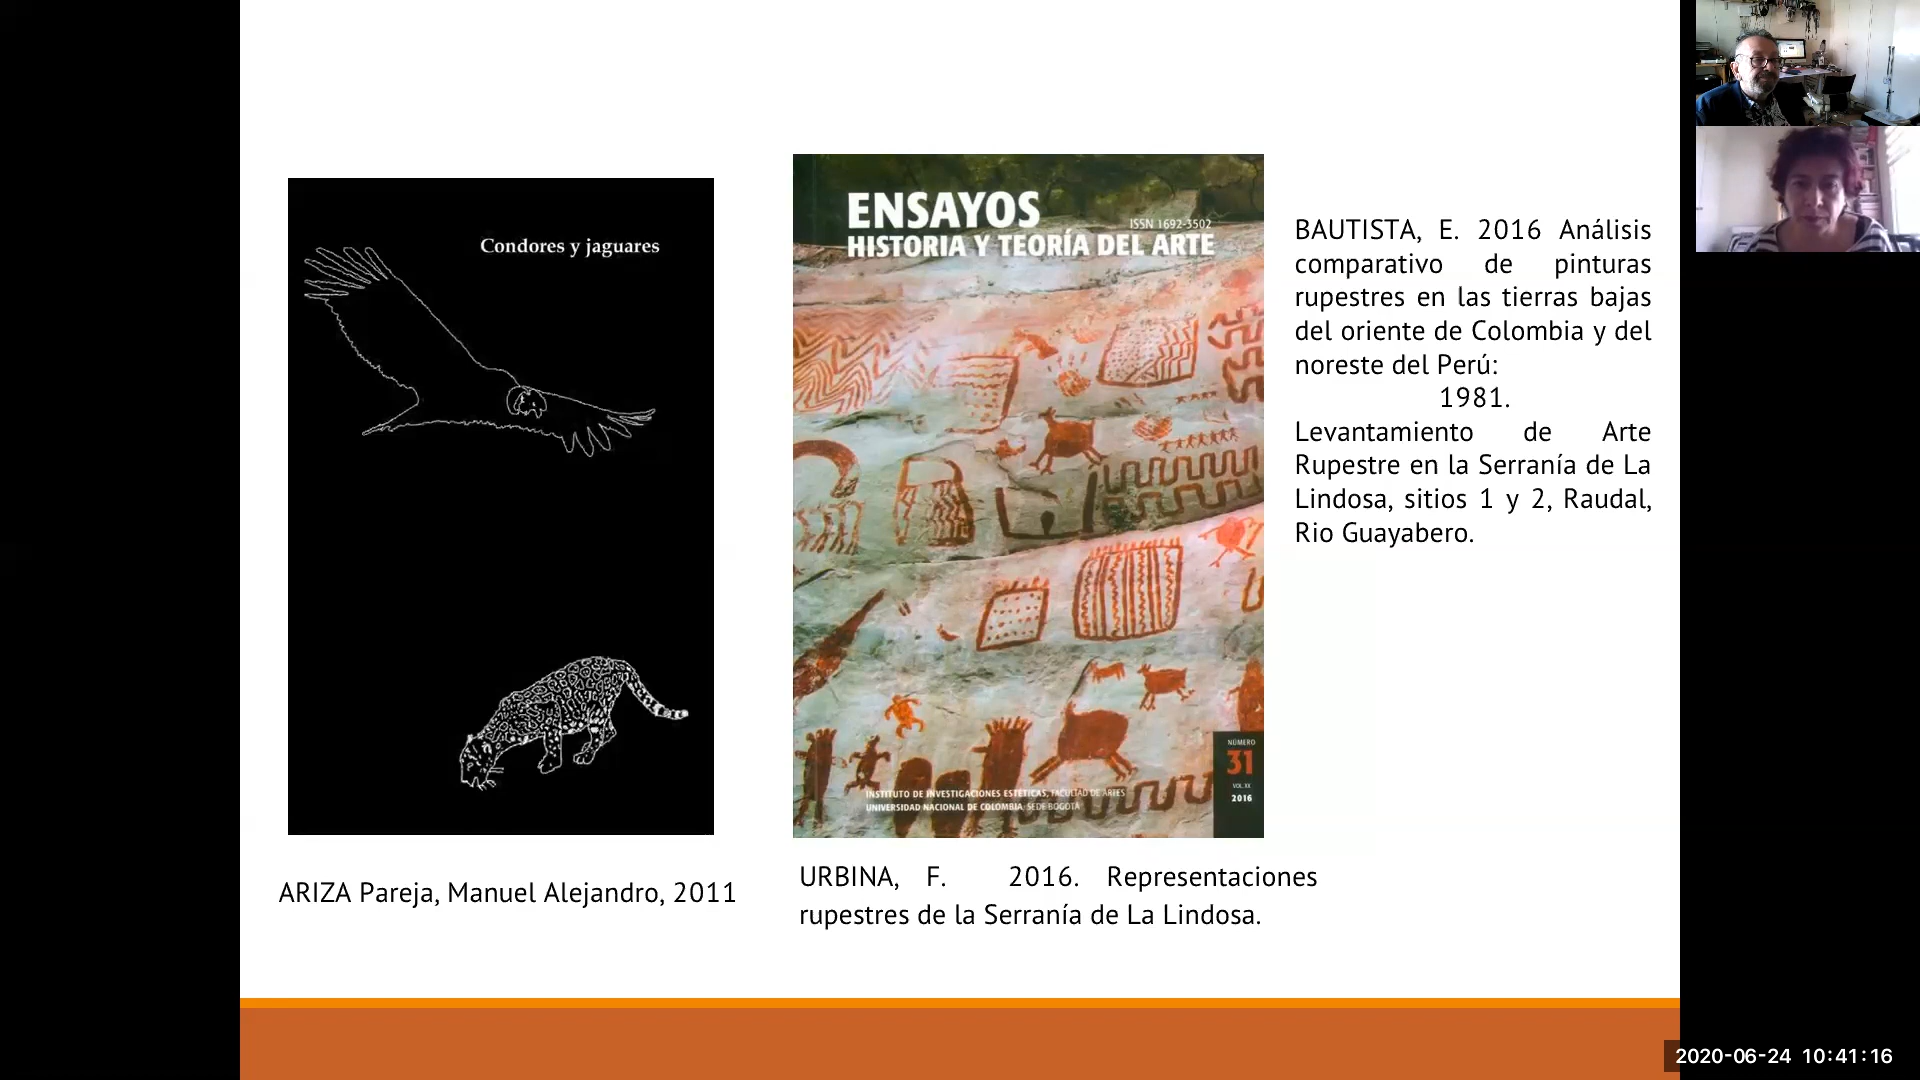 Condores y jaguares
ARIZA Pareja, Manuel Alejandro, 2011
ENSAYOS
ISSN 1692-3502
HISTORIA Y TEORÍA DEL ARTE
NÚMERO
31
VOL. XX
2016
INSTITUTO DE INVESTIGACIONES ESTÉTICAS, FACULTAD DE ARTES
UNIVERSIDAD NACIONAL DE COLOMBIA, SEDE BOGOTÁ
URBINA, F. 2016. Representaciones
rupestres de la Serranía de La Lindosa.
BAUTISTA, E. 2016 Análisis
comparativo de pinturas
rupestres en las tierras bajas
del oriente de Colombia y del
noreste del Perú:
1981.
Levantamiento de Arte
Rupestre en la Serranía de La
Lindosa, sitios 1 y 2, Raudal,
Rio Guayabero.
2020-06-24 10:41:16